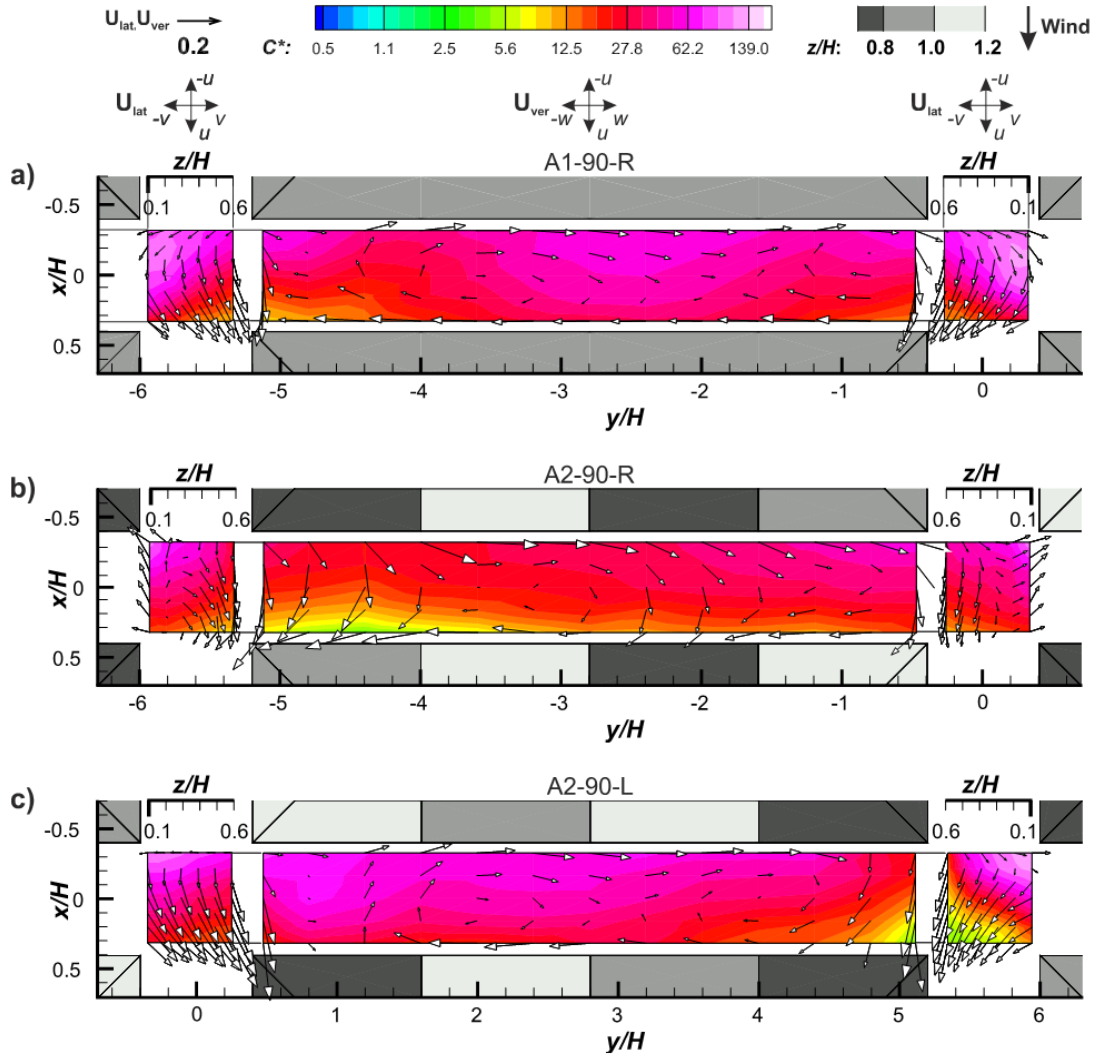 U_lat, U_ver
0.2
C*: 0.5 1.1 2.5 5.6 12.5 27.8 62.2 139.0
z/H: 0.8 1.0 1.2
Wind
U_lat -u -v v u
U_ver -u -w w u
U_lat -u -v v u
a)
z/H A1-90-R z/H
0.1 0.6 0.6 0.1
x/H
-0.5
0
0.5
-6 -5 -4 -3 -2 -1 0
y/H
b)
z/H A2-90-R z/H
0.1 0.6 0.6 0.1
x/H
-0.5
0
0.5
-6 -5 -4 -3 -2 -1 0
y/H
c)
z/H A2-90-L z/H
0.1 0.6 0.6 0.1
x/H
-0.5
0
0.5
0 1 2 3 4 5 6
y/H